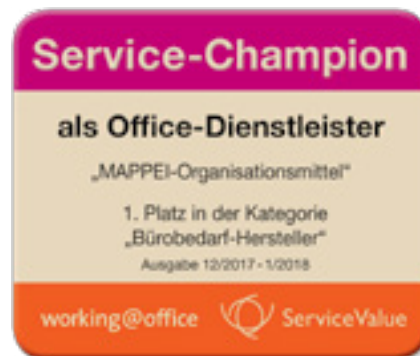 Service-Champion
als Office-Dienstleister
„MAPPEI-Organisationsmittel"
1. Platz in der Kategorie
„Bürobedarf-Hersteller"
Ausgabe 12/2017 - 1/2018
working@office ServiceValue